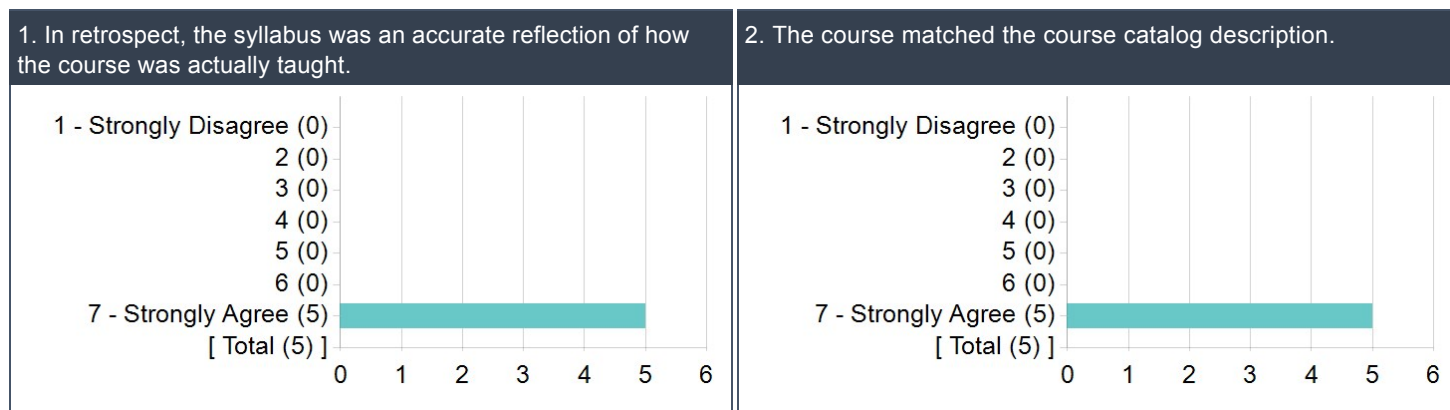 1. In retrospect, the syllabus was an accurate reflection of how
the course was actually taught.
1 - Strongly Disagree (0)
2 (0)
3 (0)
4 (0)
5 (0)
6 (0)
7 - Strongly Agree (5)
[ Total (5) ]
0 1 2 3 4 5 6
2. The course matched the course catalog description.
1 - Strongly Disagree (0)
2 (0)
3 (0)
4 (0)
5 (0)
6 (0)
7 - Strongly Agree (5)
[ Total (5) ]
0 1 2 3 4 5 6